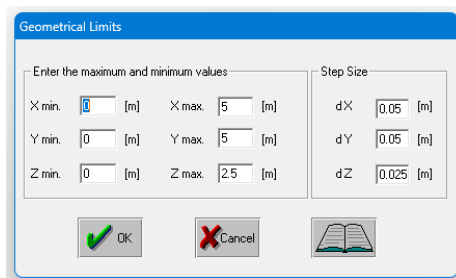 Geometrical Limits
Enter the maximum and minimum values
Step Size
X min. 0 [m] X max. 5 [m] dX 0.05 [m]
Y min. 0 [m] Y max. 5 [m] dY 0.05 [m]
Z min. 0 [m] Z max. 2.5 [m] dZ 0.025 [m]
OK Cancel